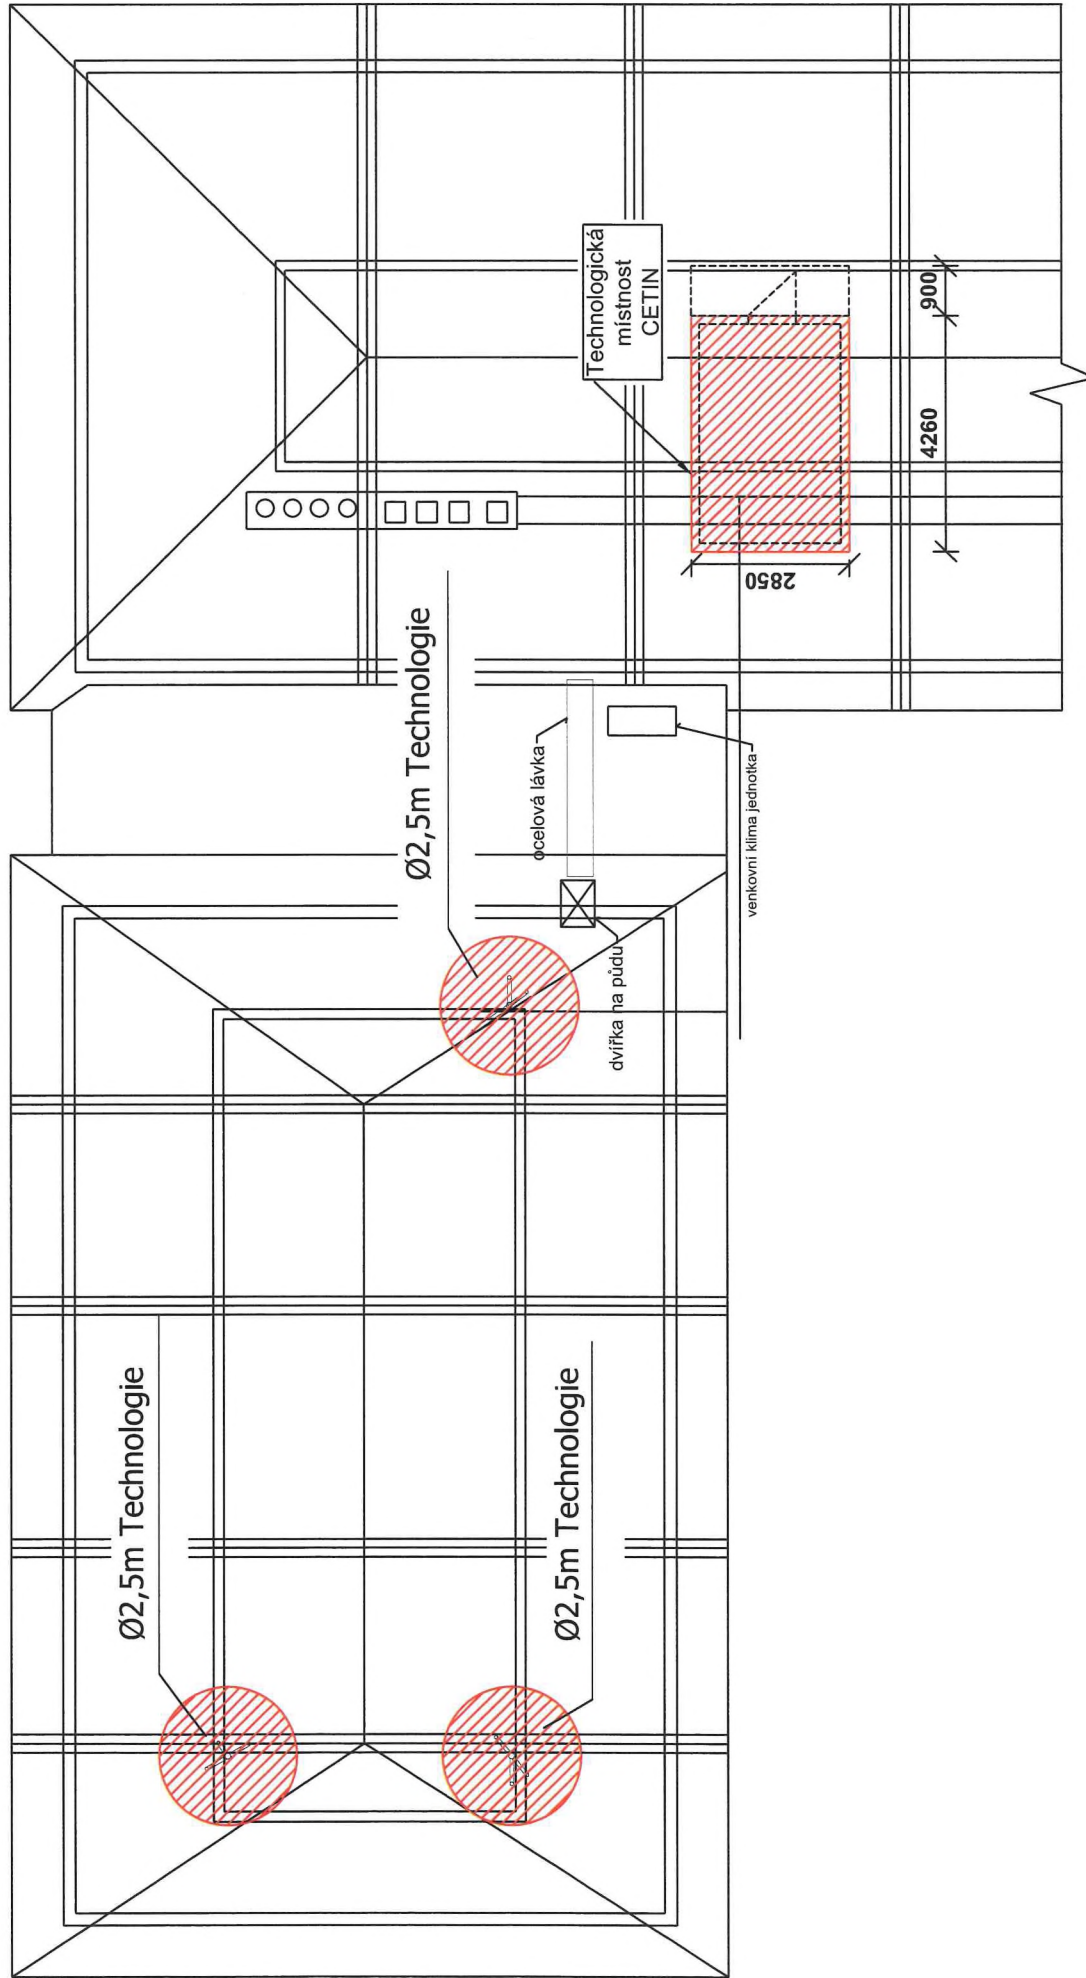 Technologická
místnost
CETIN
900
4260
2850
Ø2,5m Technologie
ocelová lávka
venkovní klima jednotka
dvířka na půdu
Ø2,5m Technologie
Ø2,5m Technologie